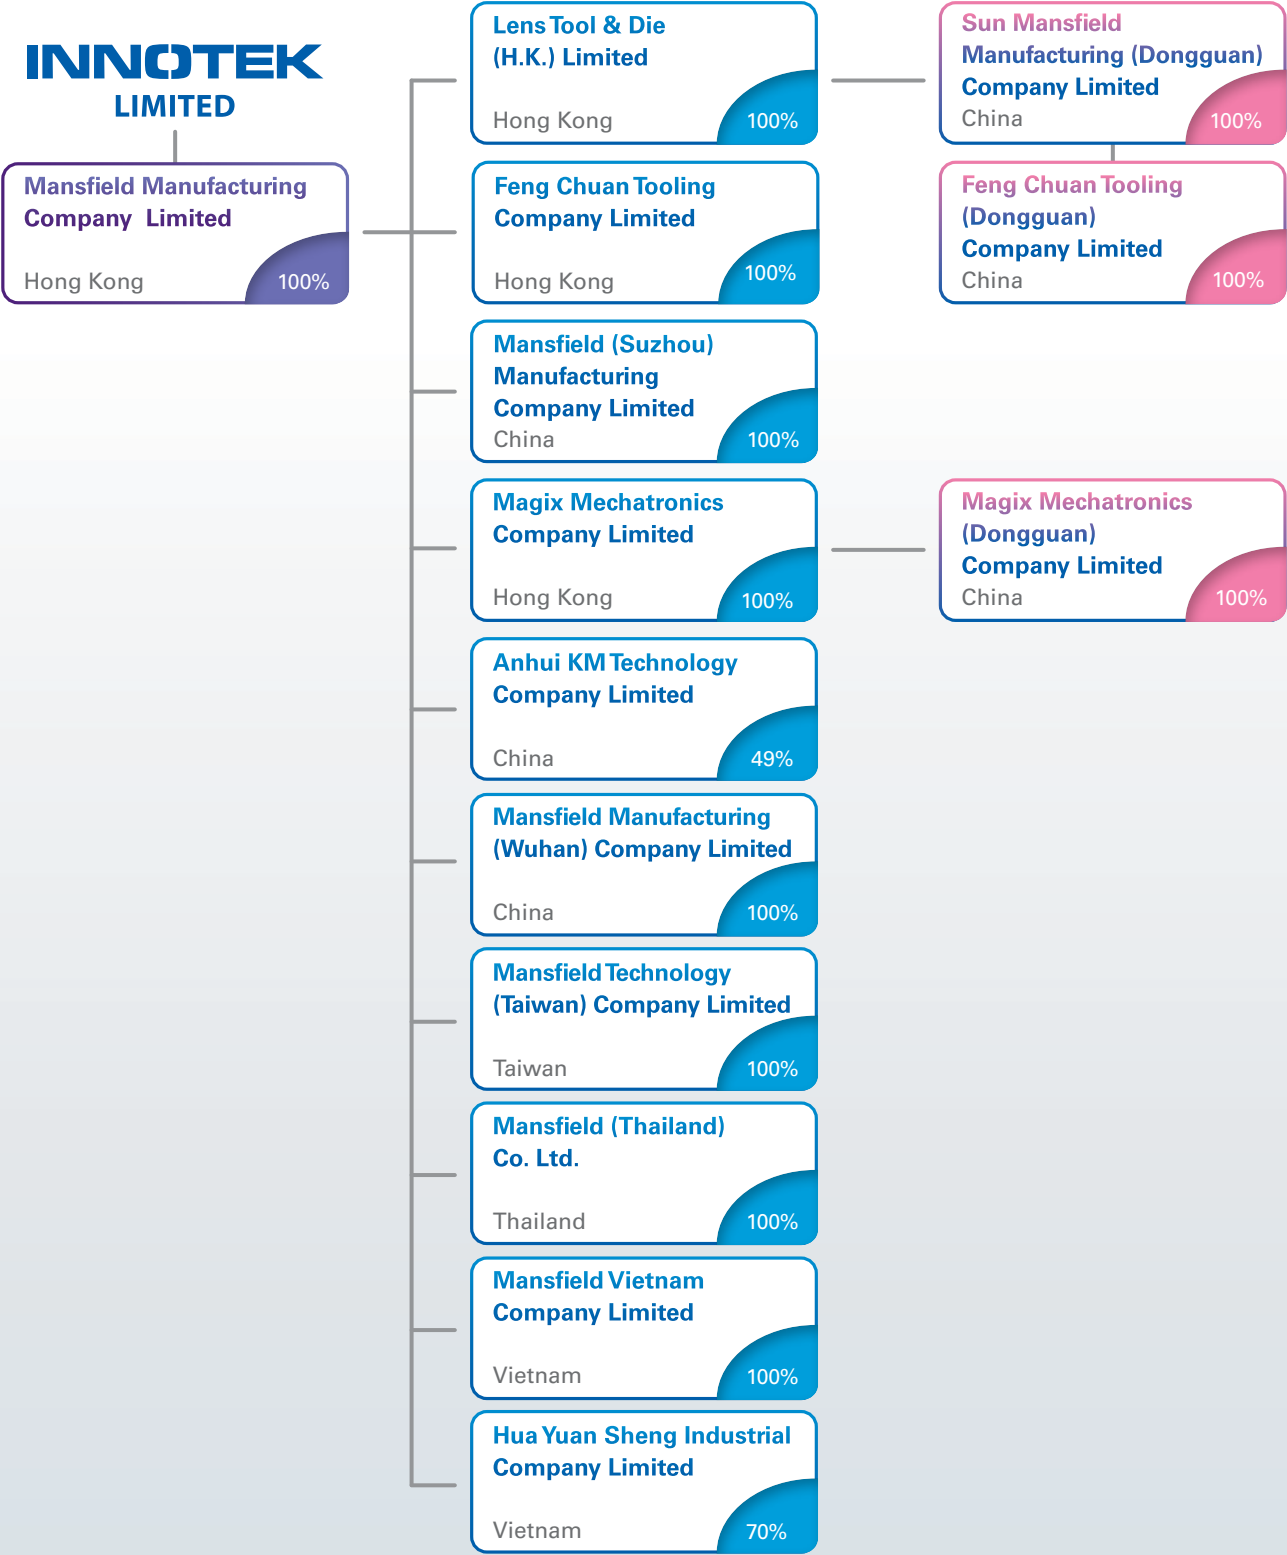 INNOTEK
LIMITED
Mansfield Manufacturing
Company Limited
Hong Kong
100%
Lens Tool & Die
(H.K.) Limited
Hong Kong
100%
Sun Mansfield
Manufacturing (Dongguan)
Company Limited
China
100%
Feng Chuan Tooling
Company Limited
Hong Kong
100%
Feng Chuan Tooling
(Dongguan)
Company Limited
China
100%
Mansfield (Suzhou)
Manufacturing
Company Limited
China
100%
Magix Mechatronics
Company Limited
Hong Kong
100%
Magix Mechatronics
(Dongguan)
Company Limited
China
100%
Anhui KM Technology
Company Limited
China
49%
Mansfield Manufacturing
(Wuhan) Company Limited
China
100%
Mansfield Technology
(Taiwan) Company Limited
Taiwan
100%
Mansfield (Thailand)
Co. Ltd.
Thailand
100%
Mansfield Vietnam
Company Limited
Vietnam
100%
Hua Yuan Sheng Industrial
Company Limited
Vietnam
70%